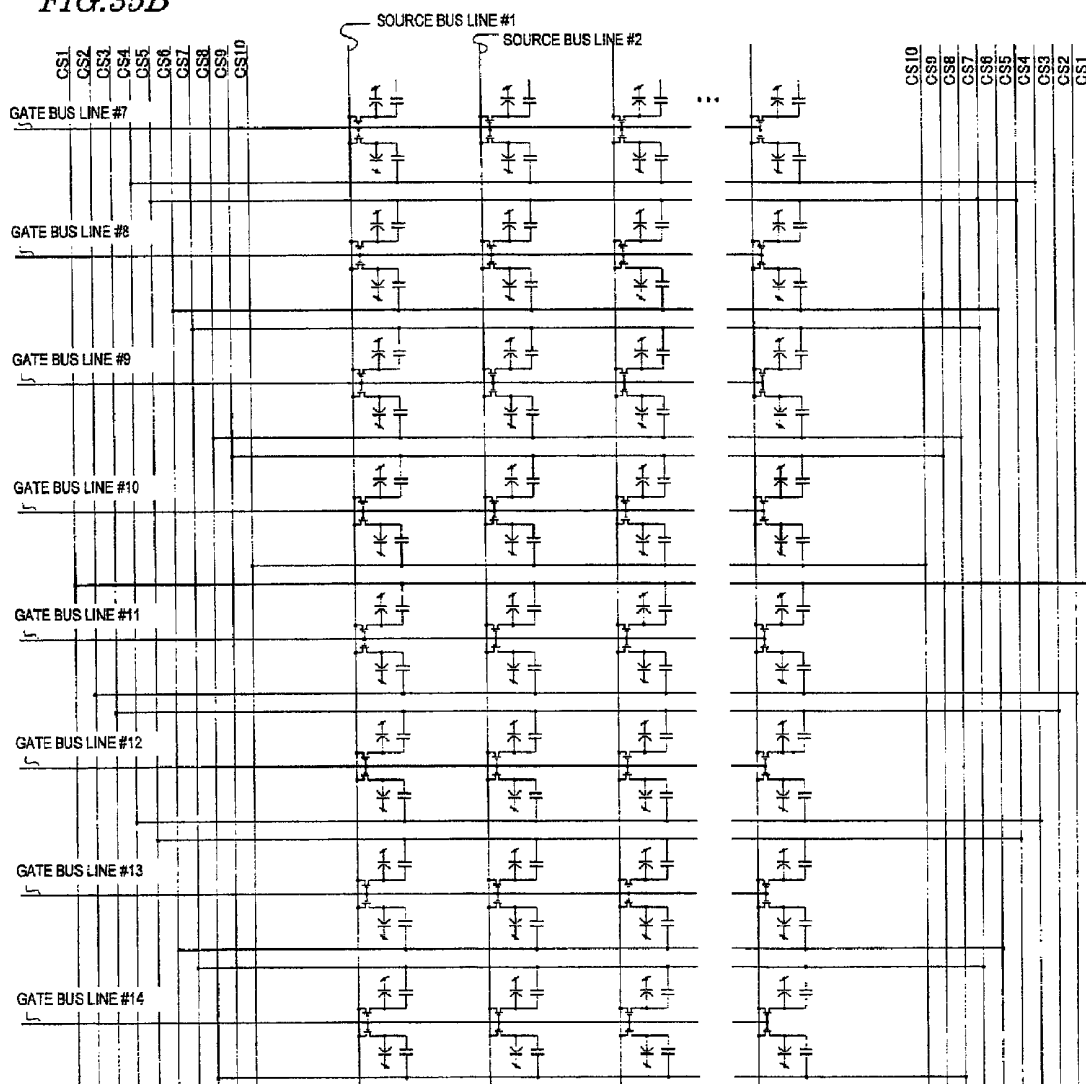 FIG.35B
SOURCE BUS LINE #1
SOURCE BUS LINE #2
CS1
CS2
CS3
CS4
CS5
CS6
CS7
CS8
CS9
CS10
CS10
CS9
CS8
CS7
CS6
CS5
CS4
CS3
CS2
CS1
GATE BUS LINE #7
...
GATE BUS LINE #8
GATE BUS LINE #9
GATE BUS LINE #10
GATE BUS LINE #11
GATE BUS LINE #12
GATE BUS LINE #13
GATE BUS LINE #14